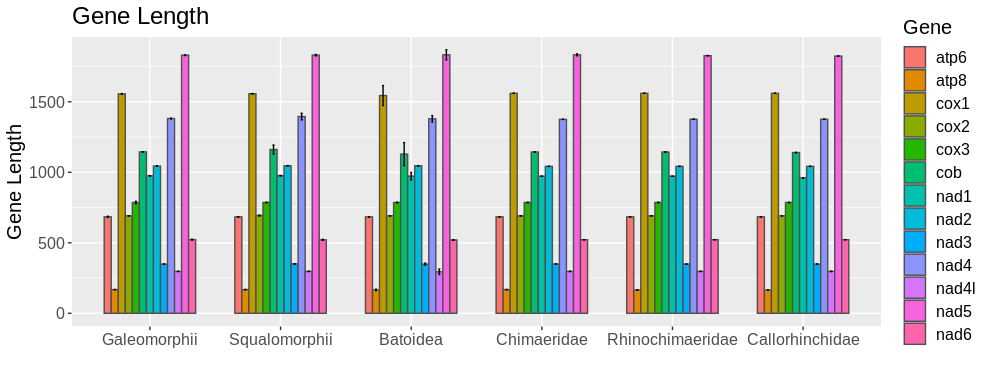 Gene Length
Gene Length
1500
1000
500
0
Galeomorphii Squalomorphii Batoidea Chimaeridae Rhinochimaeridae Callorhinchidae
Gene
atp6
atp8
cox1
cox2
cox3
cob
nad1
nad2
nad3
nad4
nad4l
nad5
nad6